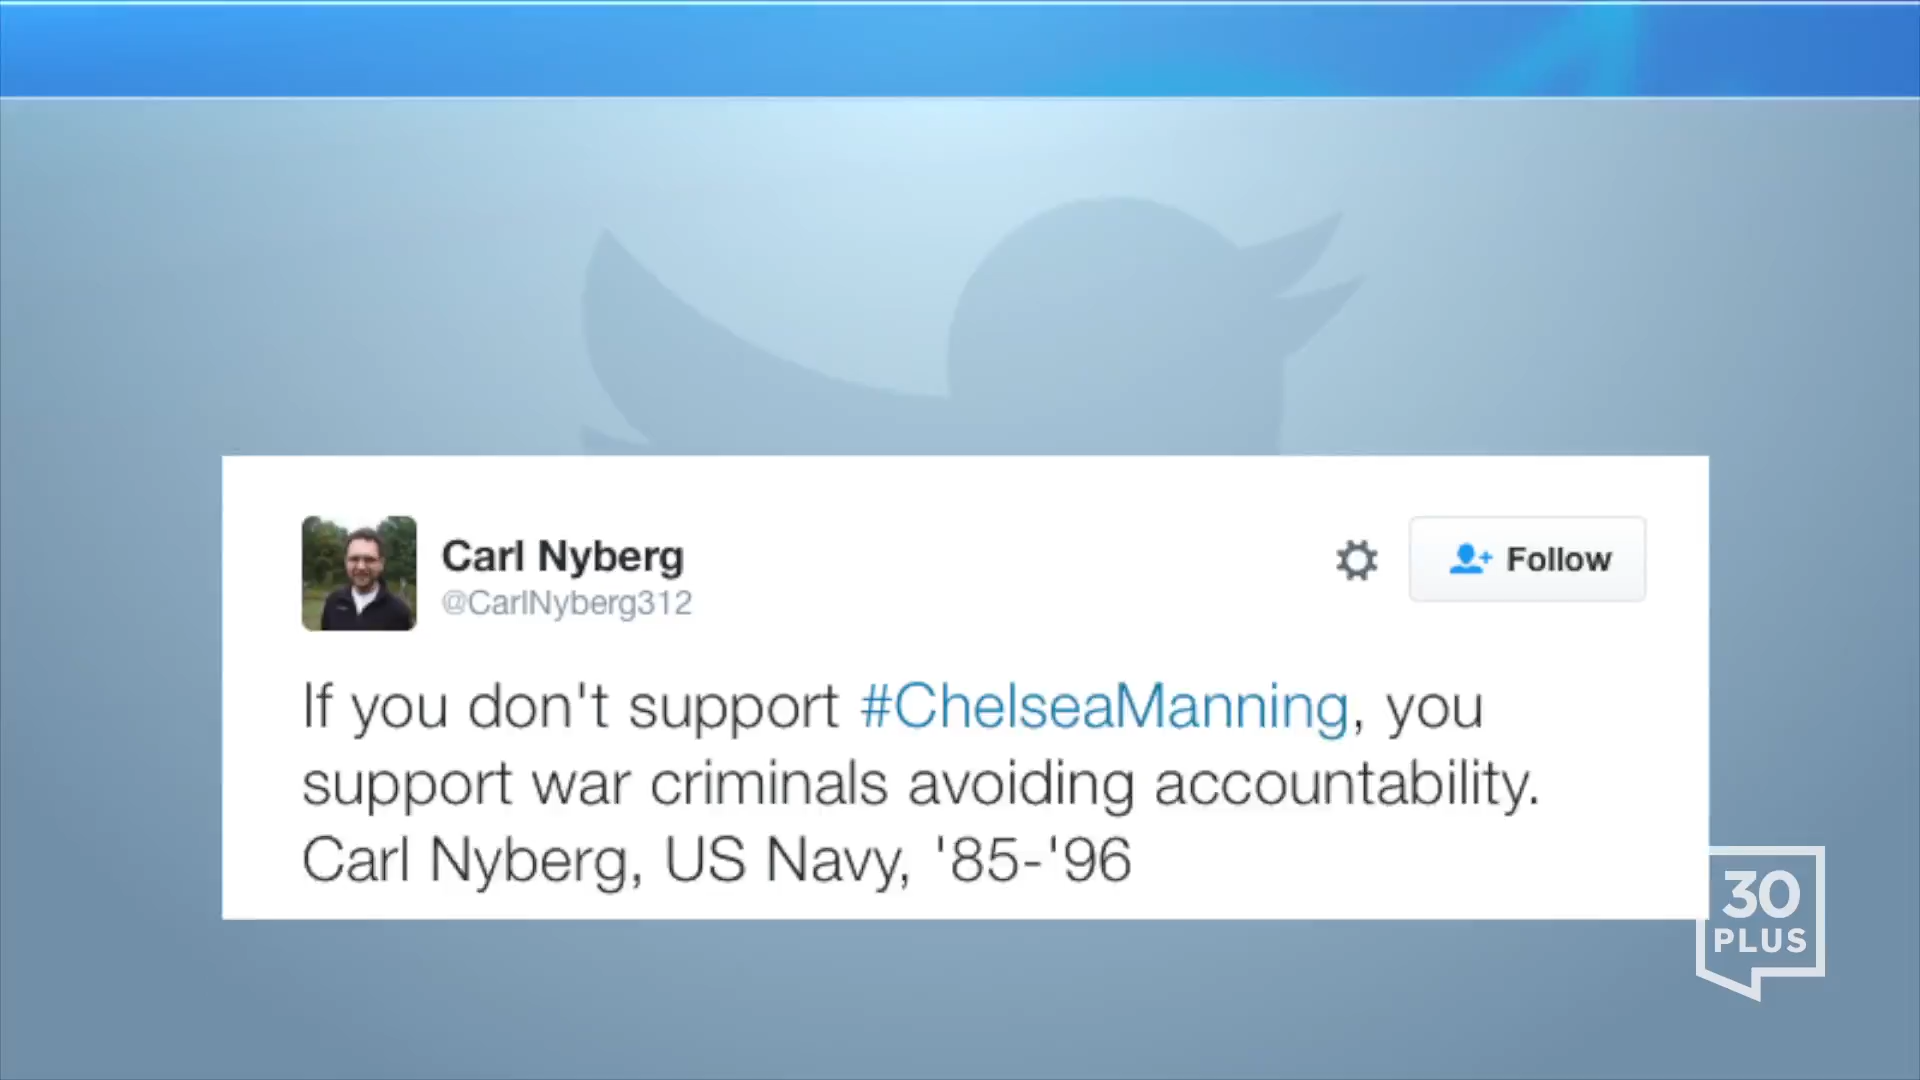 Carl Nyberg
@CarlNyberg312
Follow
If you don't support #ChelseaManning, you
support war criminals avoiding accountability.
Carl Nyberg, US Navy, '85-'96
30
PLUS